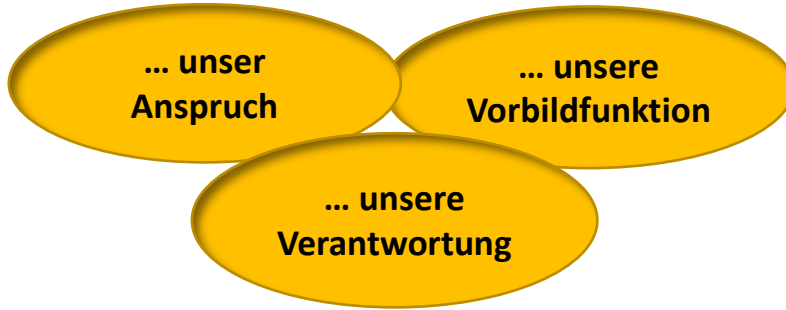 ... unser
Anspruch
... unsere
Vorbildfunktion
... unsere
Verantwortung